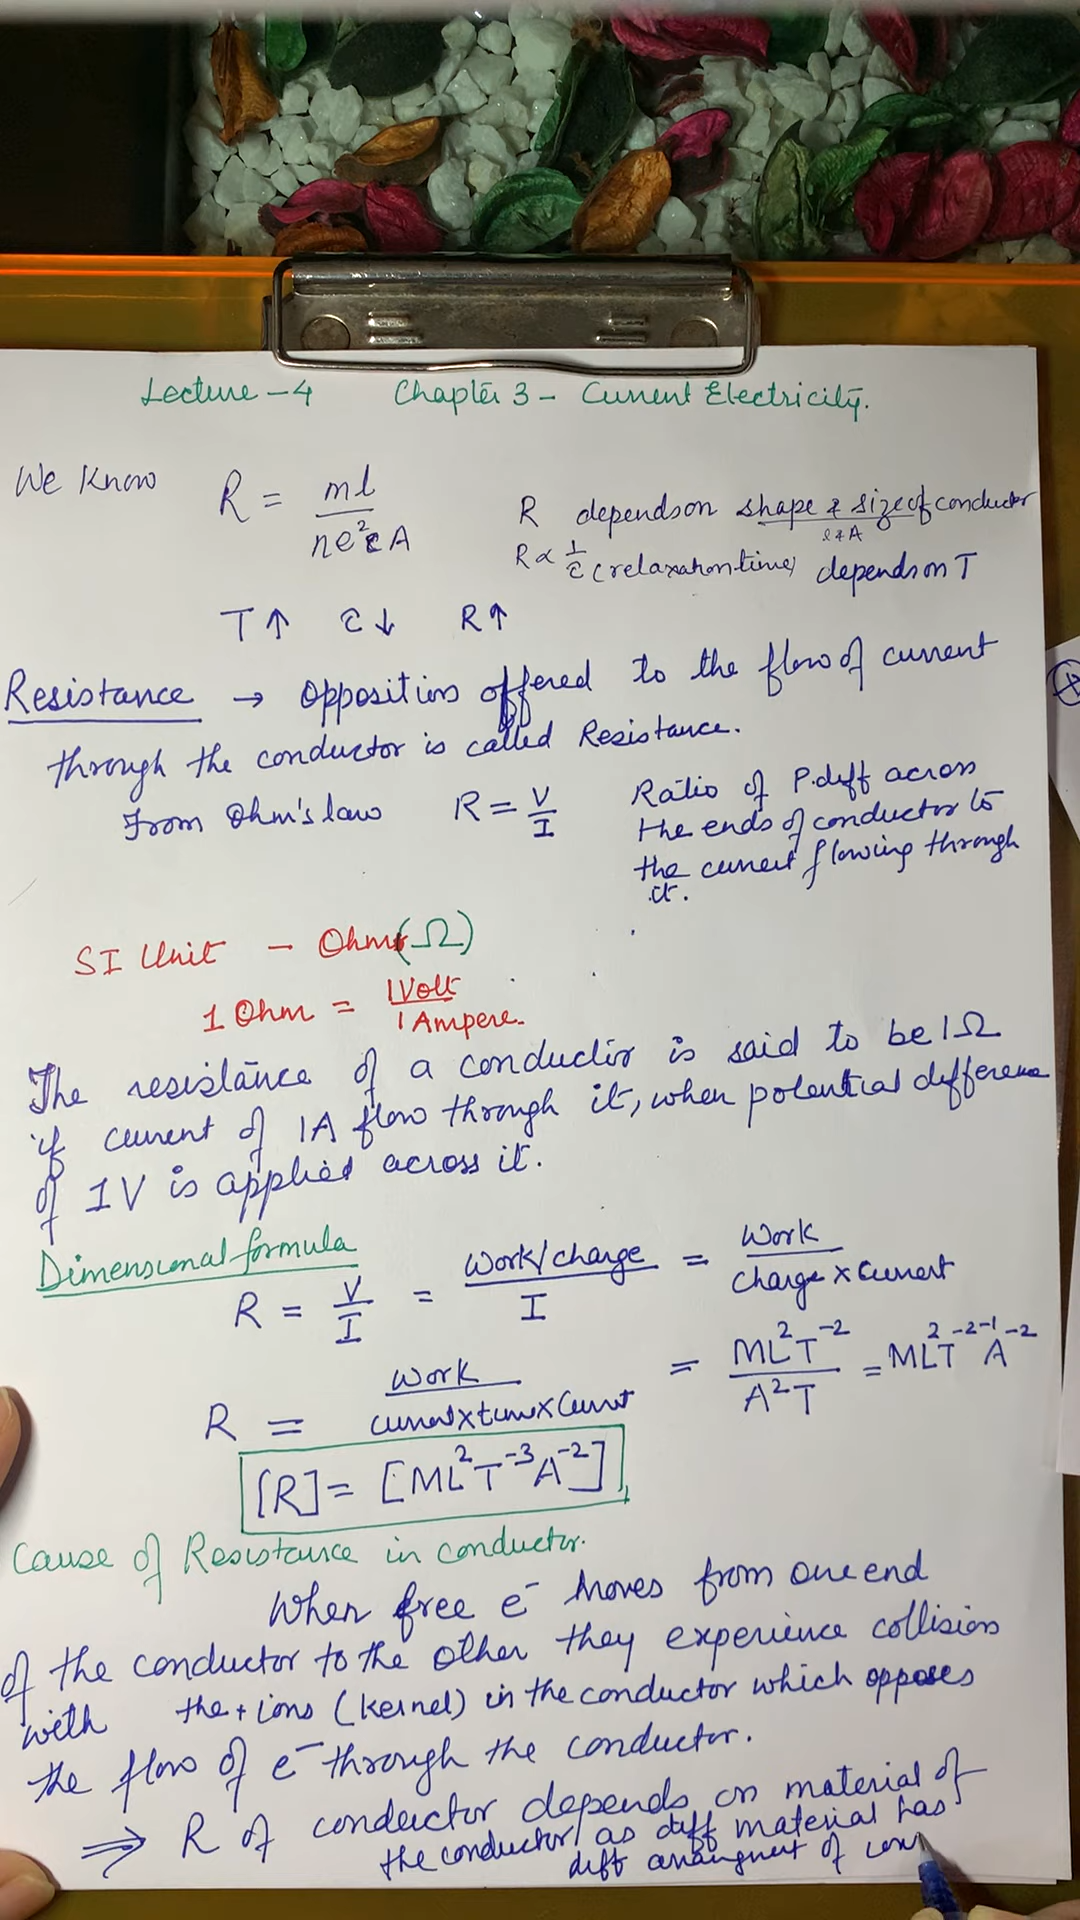 Lecture - 4 Chapter 3 - Current Electricity.
We Know R = ml / ne²τA
R depends on shape & size of conductor
l & A
R ∝ 1/τ (relaxation time) depends on T
T↑ τ↓ R↑
Resistance → Opposition offered to the flow of current
through the conductor is called Resistance.
From Ohm's law R = V/I
Ratio of P.diff across
the ends of conductor to
the current flowing through
it.
SI Unit - Ohm (Ω)
1 Ohm = 1 Volt / 1 Ampere.
The resistance of a conductor is said to be 1Ω
if current of 1A flow through it, when potential difference
of 1V is applied across it.
Dimensional formula
R = V/I = Work/charge / I = Work / Charge × Current
R = Work / Current × time × Current = ML²T⁻² / A²T = ML²T⁻²⁻¹A⁻²
[R] = [ML²T⁻³A⁻²]
Cause of Resistance in conductor.
When free e⁻ moves from one end
of the conductor to the other they experience collision
with the + ions (kernel) in the conductor which opposes
the flow of e⁻ through the conductor.
⇒ R of conductor depends on material of
the conductor as diff material has
diff arrangment of